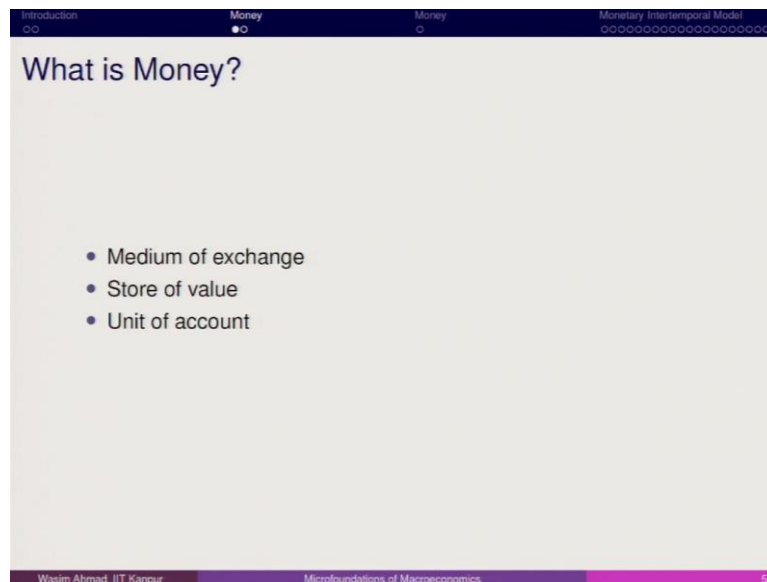 Introduction
Money
Money
Monetary Intertemporal Model
What is Money?
Medium of exchange
Store of value
Unit of account
Wasim Ahmad, IIT Kanpur
Microfoundations of Macroeconomics